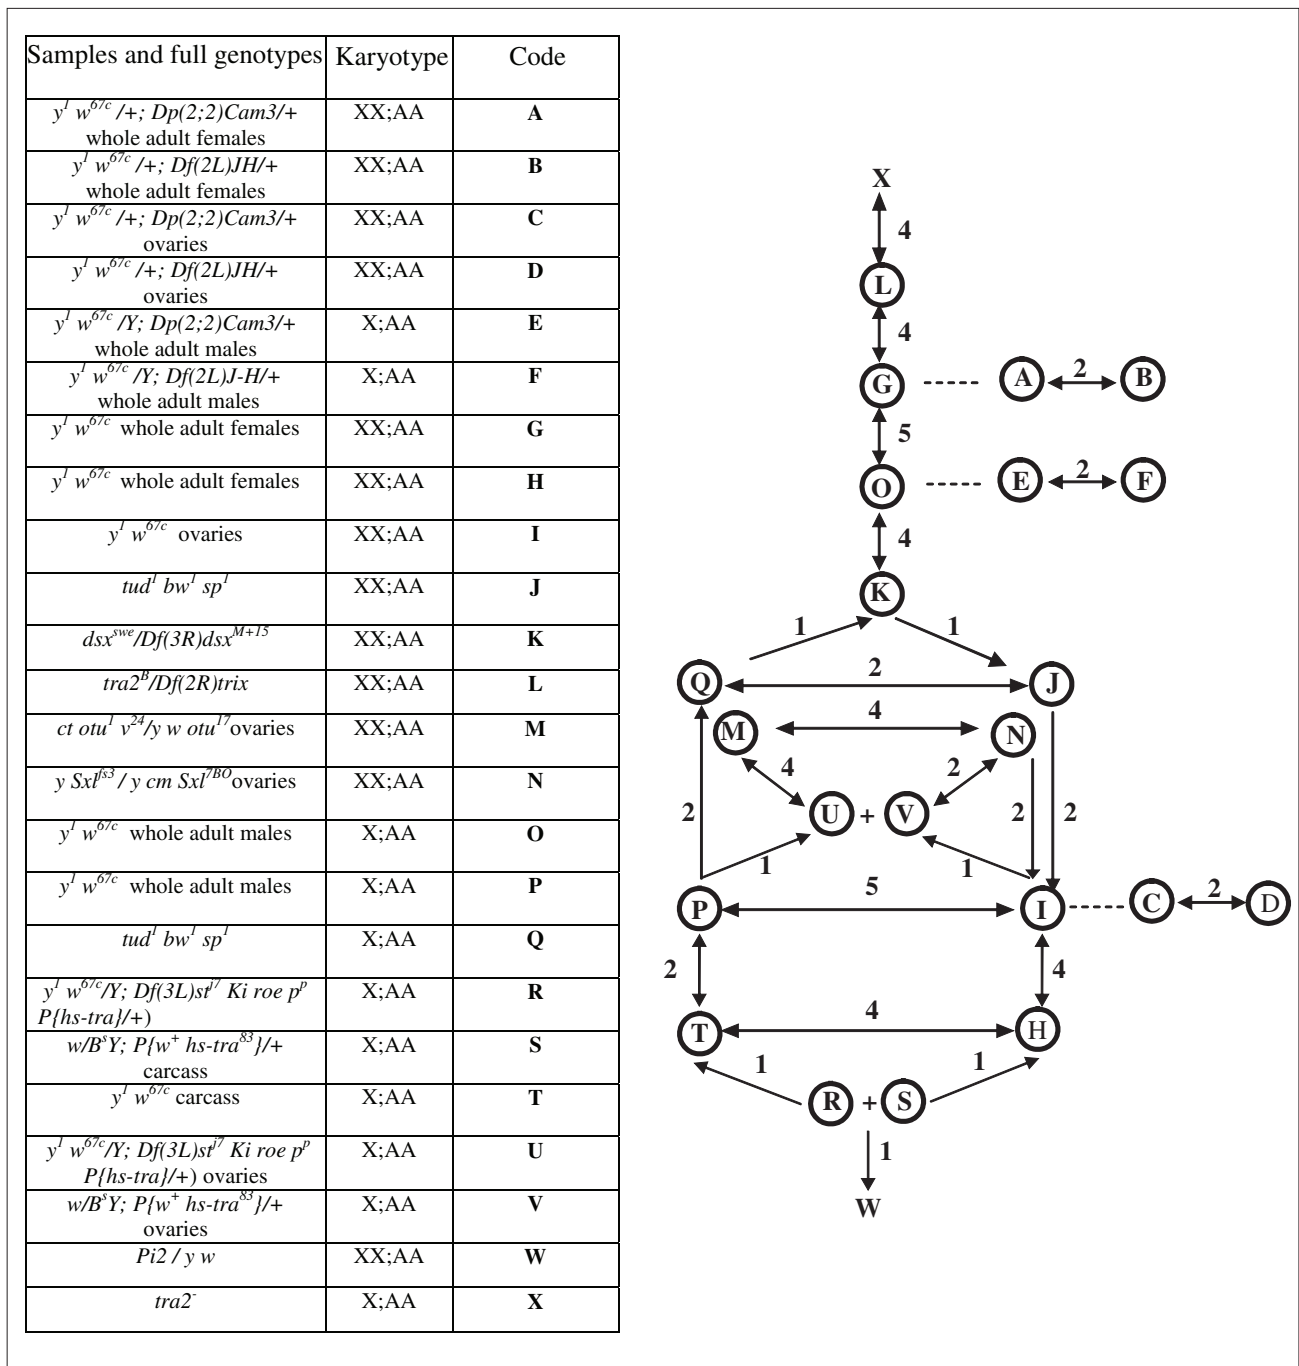 Samples and full genotypes Karyotype Code
y1 w67c /+; Dp(2;2)Cam3/+ XX;AA A
whole adult females
y1 w67c /+; Df(2L)JH/+ XX;AA B
whole adult females
y1 w67c /+; Dp(2;2)Cam3/+ XX;AA C
ovaries
y1 w67c /+; Df(2L)JH/+ XX;AA D
ovaries
y1 w67c /Y; Dp(2;2)Cam3/+ X;AA E
whole adult males
y1 w67c /Y; Df(2L)J-H/+ X;AA F
whole adult males
y1 w67c whole adult females XX;AA G
y1 w67c whole adult females XX;AA H
y1 w67c ovaries XX;AA I
tud1 bw1 sp1 XX;AA J
dsxswe/Df(3R)dsxM+15 XX;AA K
tra2B/Df(2R)trix XX;AA L
ct otu1 v24/y w otu17ovaries XX;AA M
y Sxlfs3 / y cm Sxl7BOovaries XX;AA N
y1 w67c whole adult males X;AA O
y1 w67c whole adult males X;AA P
tud1 bw1 sp1 X;AA Q
y1 w67c/Y; Df(3L)stj7 Ki roe pp X;AA R
P{hs-tra}/+)
w/BsY; P{w+ hs-tra83}/+ X;AA S
carcass
y1 w67c carcass X;AA T
y1 w67c/Y; Df(3L)stj7 Ki roe pp X;AA U
P{hs-tra}/+) ovaries
w/BsY; P{w+ hs-tra83}/+ X;AA V
ovaries
Pi2 / y w XX;AA W
tra2- X;AA X
X
4
L
4
G A 2 B
5
O E 2 F
4
K
1 1
Q 2 J
M 4 N
4 2
2 U + V 2 2
1 1
P 5 I C 2 D
2 4
T 4 H
1 1
R + S
1
W